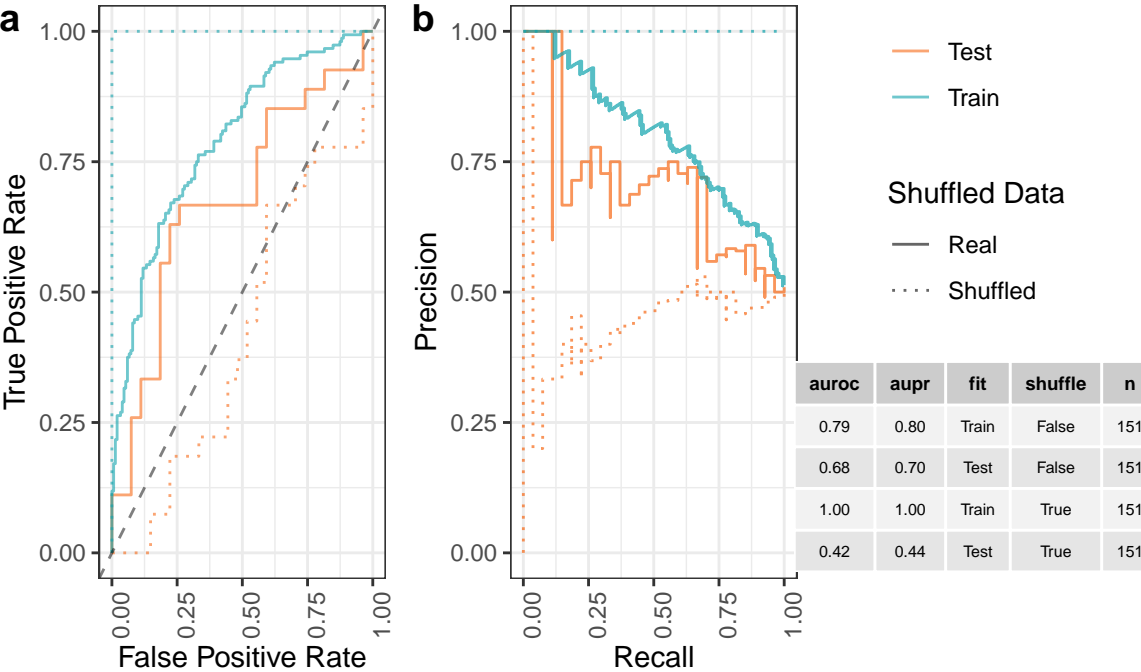 a
1.00
0.75
0.50
0.25
0.00
True Positive Rate
0.00
0.25
0.50
0.75
1.00
False Positive Rate
b
1.00
0.75
0.50
0.25
0.00
Precision
0.00
0.25
0.50
0.75
1.00
Recall
Test
Train
Shuffled Data
Real
Shuffled
auroc aupr fit shuffle n
0.79 0.80 Train False 151
0.68 0.70 Test False 151
1.00 1.00 Train True 151
0.42 0.44 Test True 151